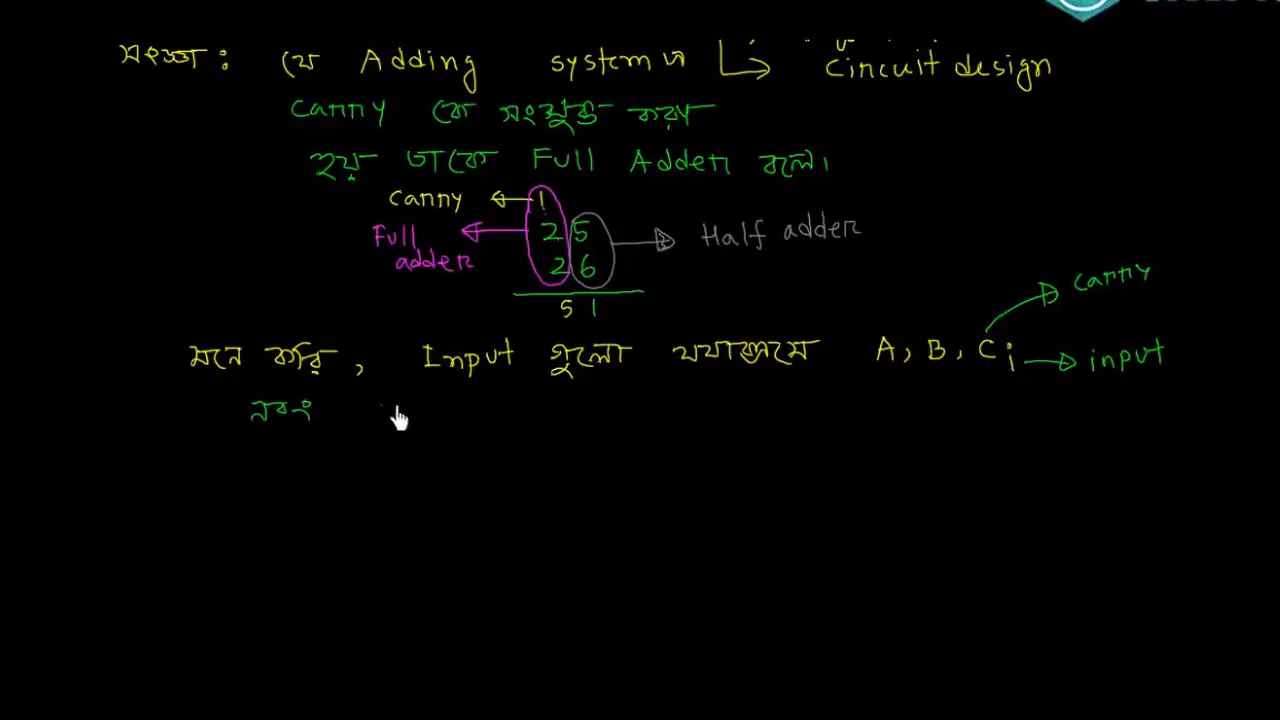 সংজ্ঞা : যে Adding system এ circuit design
carry কে সংযুক্ত করা
হয় তাকে Full Adder বলে।
carry 1
Full adder 2 5 Half adder
2 6
5 1
carry
মনে করি, Input গুলো যথাক্রমে A, B, Ci input
এবং